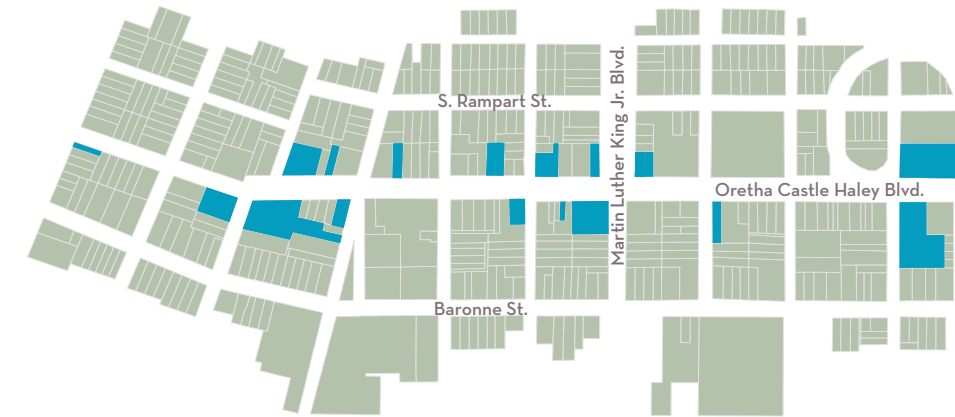 S. Rampart St.
Martin Luther King Jr. Blvd.
Oretha Castle Haley Blvd.
Baronne St.